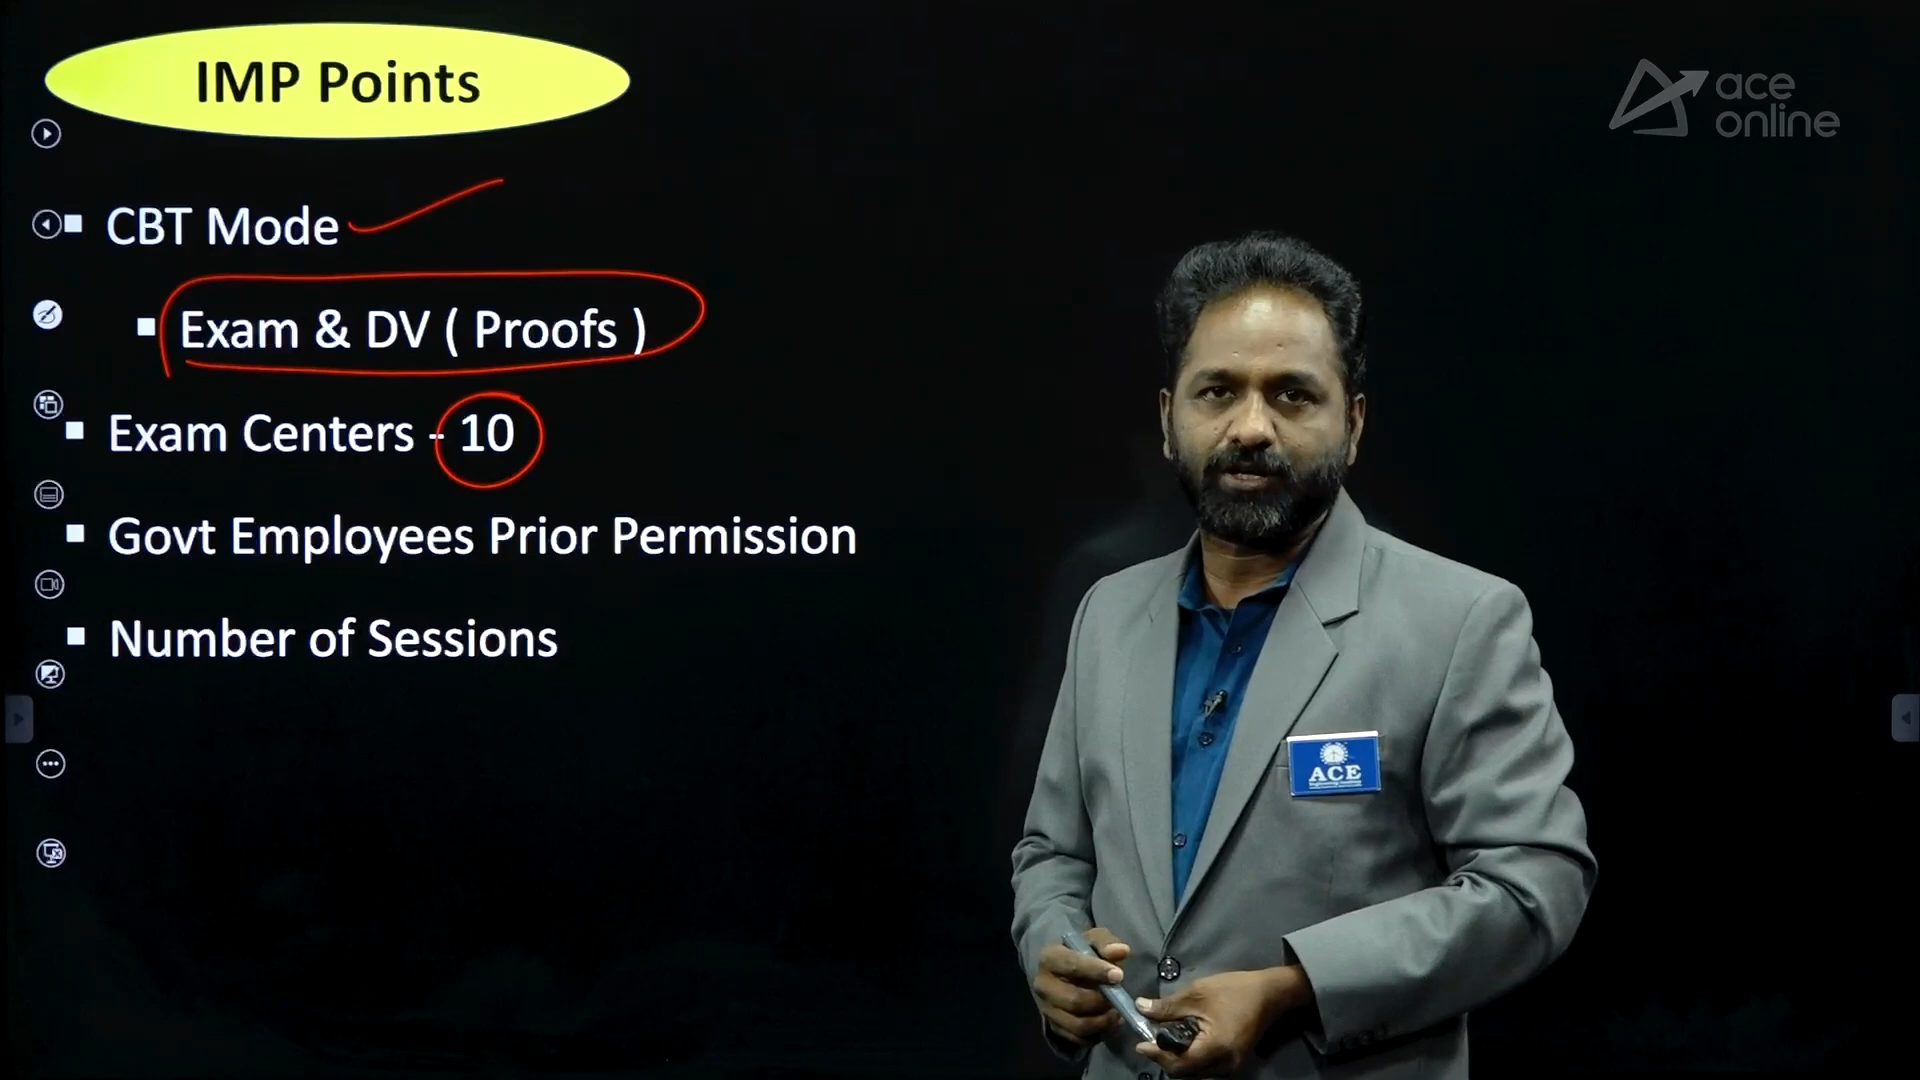 IMP Points
ace
online
CBT Mode
Exam & DV ( Proofs )
Exam Centers - 10
Govt Employees Prior Permission
Number of Sessions
ACE